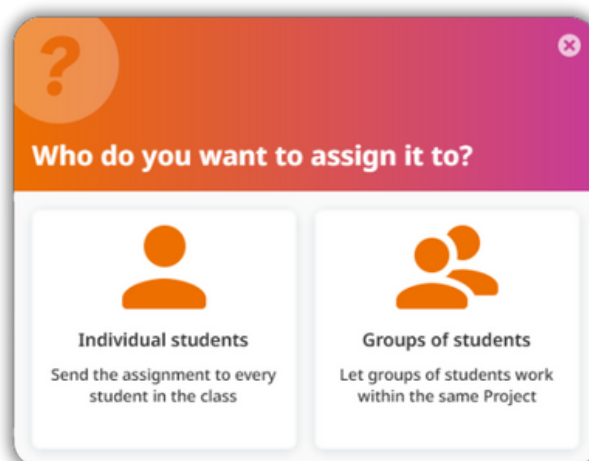 ?
Who do you want to assign it to?
Individual students
Send the assignment to every
student in the class
Groups of students
Let groups of students work
within the same Project